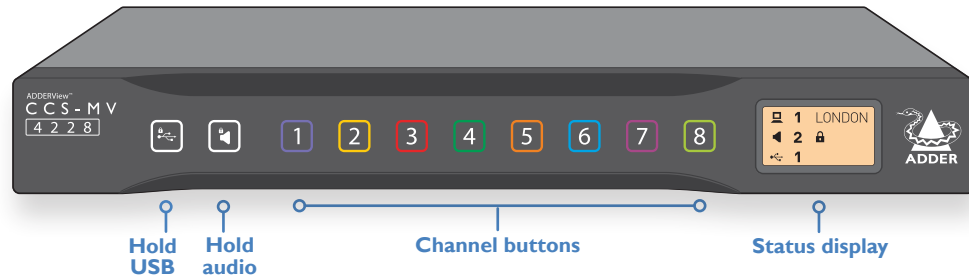 ADDERView™
CCS-MV
4228
1 2 3 4 5 6 7 8
1 LONDON
2
1
ADDER
Hold USB
Hold audio
Channel buttons
Status display